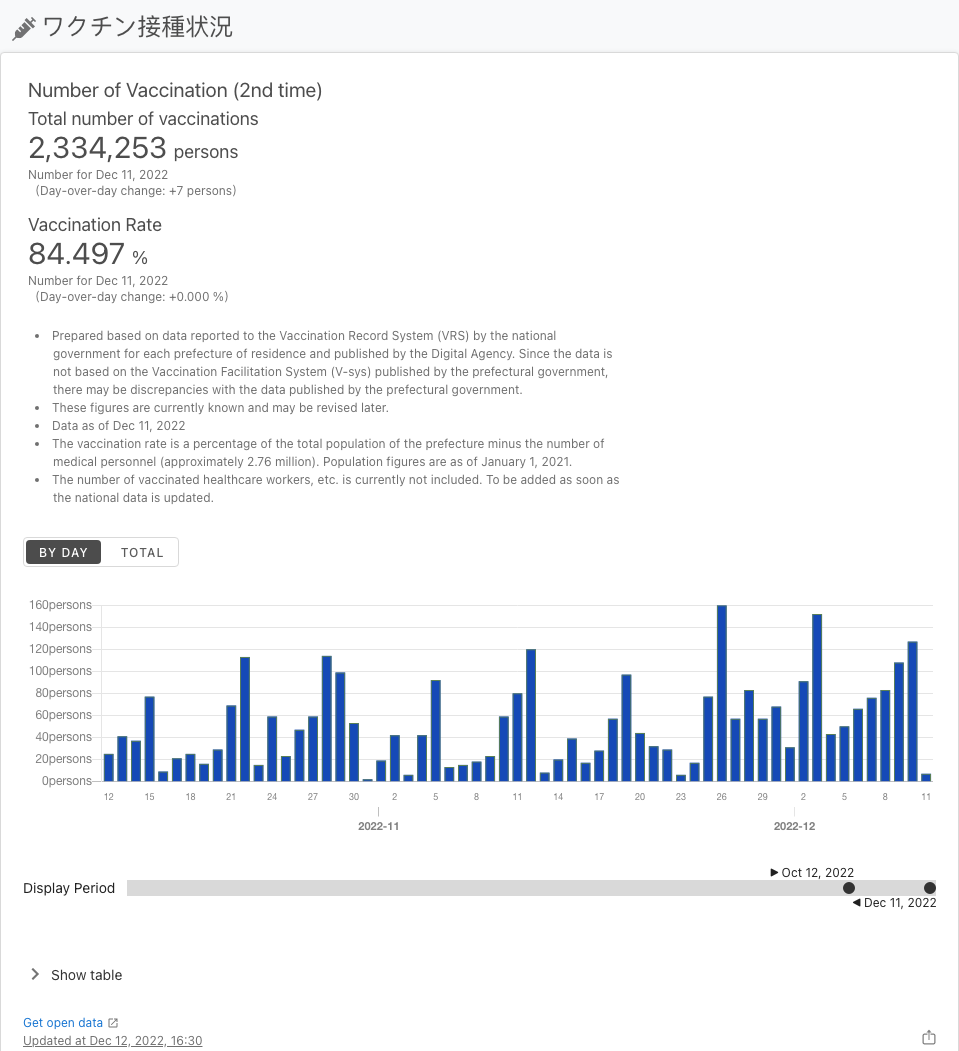 ワクチン接種状況
Number of Vaccination (2nd time)
Total number of vaccinations
2,334,253 persons
Number for Dec 11, 2022
(Day-over-day change: +7 persons)
Vaccination Rate
84.497 %
Number for Dec 11, 2022
(Day-over-day change: +0.000 %)
• Prepared based on data reported to the Vaccination Record System (VRS) by the national
government for each prefecture of residence and published by the Digital Agency. Since the data is
not based on the Vaccination Facilitation System (V-sys) published by the prefectural government,
there may be discrepancies with the data published by the prefectural government.
• These figures are currently known and may be revised later.
• Data as of Dec 11, 2022
• The vaccination rate is a percentage of the total population of the prefecture minus the number of
medical personnel (approximately 2.76 million). Population figures are as of January 1, 2021.
• The number of vaccinated healthcare workers, etc. is currently not included. To be added as soon as
the national data is updated.
BY DAY TOTAL
160persons
140persons
120persons
100persons
80persons
60persons
40persons
20persons
0persons
12 15 18 21 24 27 30 2 5 8 11 14 17 20 23 26 29 2 5 8 11
2022-11 2022-12
Oct 12, 2022
Display Period
Dec 11, 2022
Show table
Get open data
Updated at Dec 12, 2022, 16:30